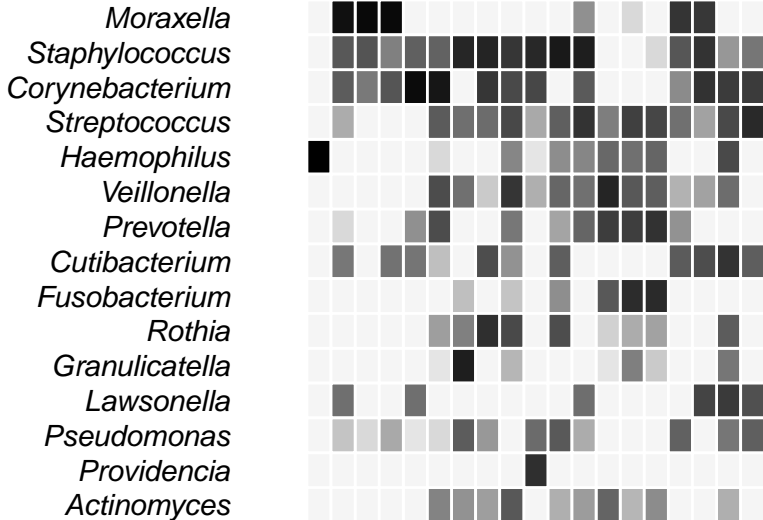 Moraxella
Staphylococcus
Corynebacterium
Streptococcus
Haemophilus
Veillonella
Prevotella
Cutibacterium
Fusobacterium
Rothia
Granulicatella
Lawsonella
Pseudomonas
Providencia
Actinomyces